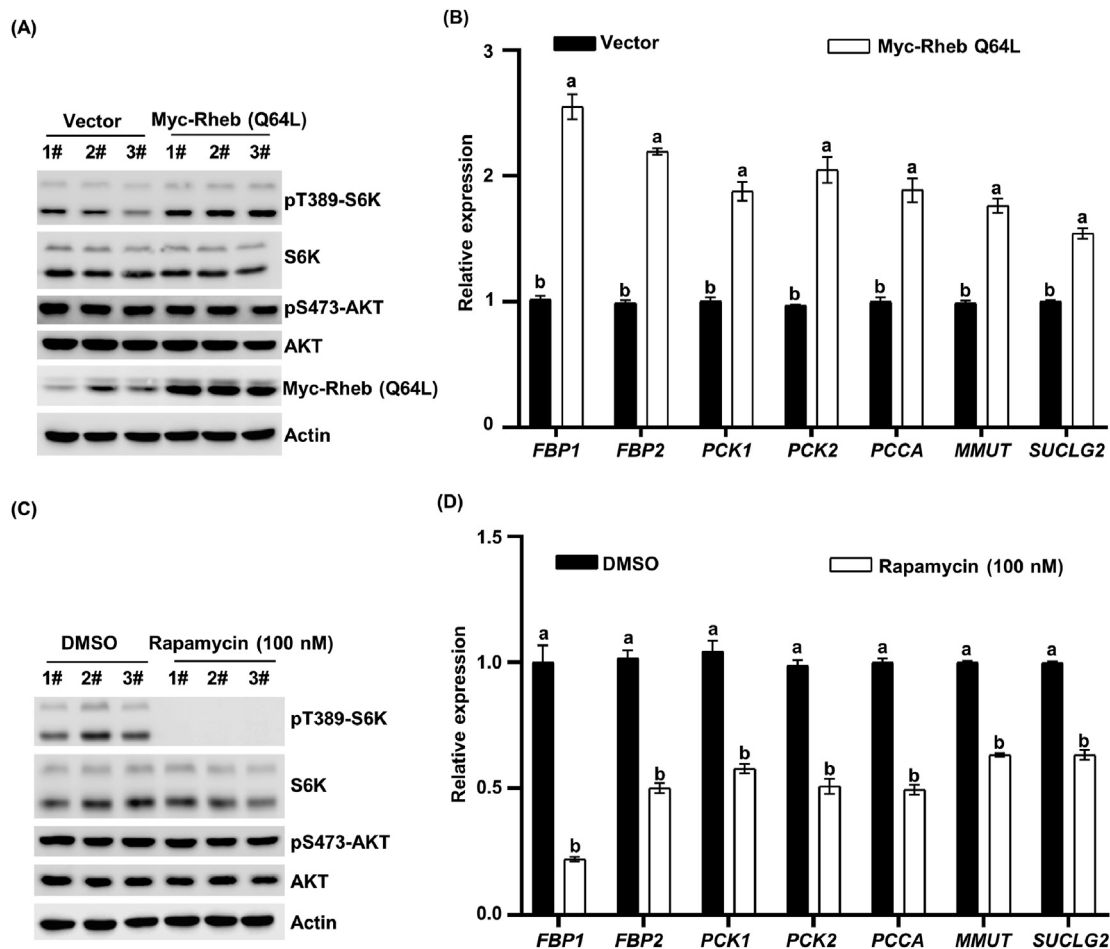 (A)
Vector Myc-Rheb (Q64L)
1# 2# 3# 1# 2# 3#
pT389-S6K
S6K
pS473-AKT
AKT
Myc-Rheb (Q64L)
Actin
(B)
Vector Myc-Rheb Q64L
Relative expression
3
2
1
0
a a a a a a a
b b b b b b b
FBP1 FBP2 PCK1 PCK2 PCCA MMUT SUCLG2
(C)
DMSO Rapamycin (100 nM)
1# 2# 3# 1# 2# 3#
pT389-S6K
S6K
pS473-AKT
AKT
Actin
(D)
DMSO Rapamycin (100 nM)
Relative expression
1.5
1.0
0.5
0.0
a a a a a a a
b b b b b b b
FBP1 FBP2 PCK1 PCK2 PCCA MMUT SUCLG2